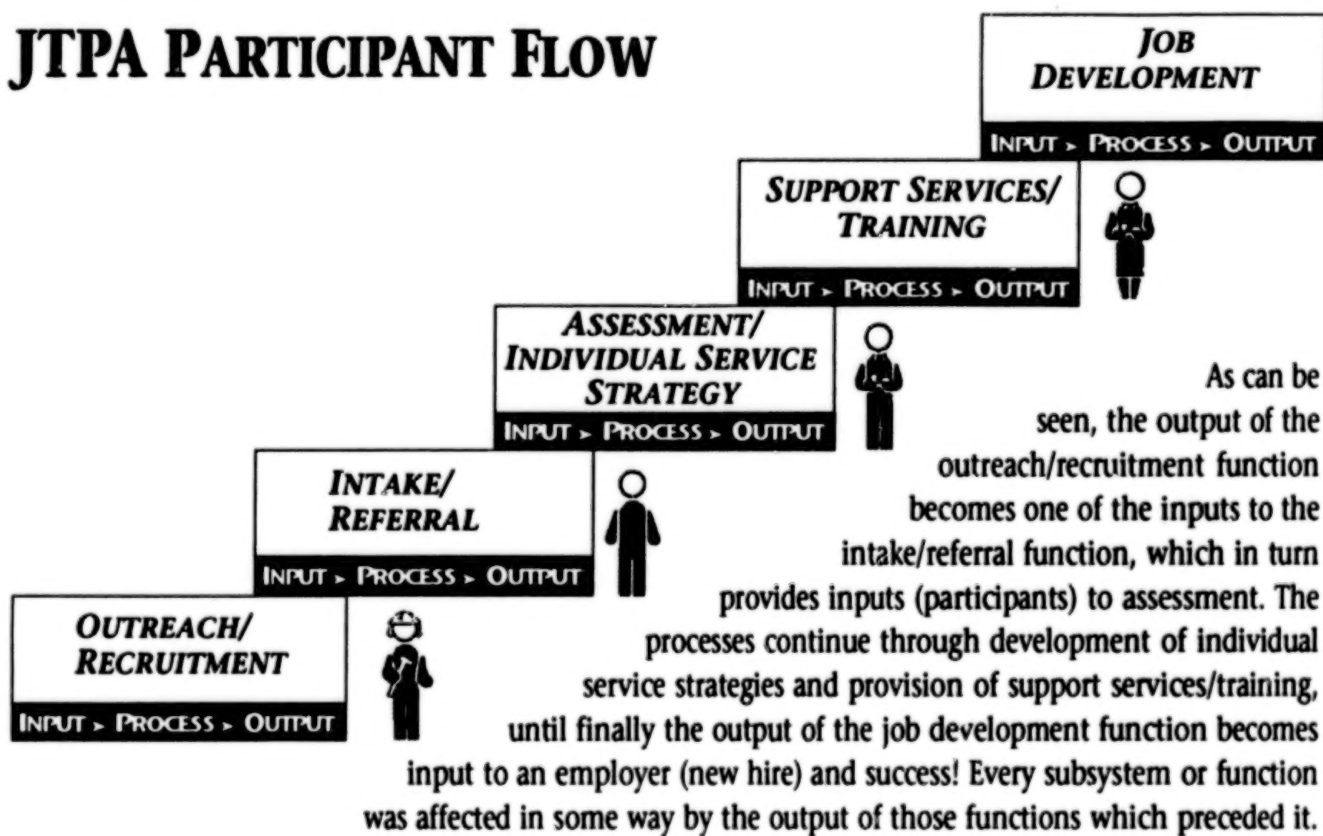 JTPA PARTICIPANT FLOW
JOB
DEVELOPMENT
INPUT > PROCESS > OUTPUT
SUPPORT SERVICES/
TRAINING
INPUT > PROCESS > OUTPUT
ASSESSMENT/
INDIVIDUAL SERVICE
STRATEGY
INPUT > PROCESS > OUTPUT
INTAKE/
REFERRAL
INPUT > PROCESS > OUTPUT
OUTREACH/
RECRUITMENT
INPUT > PROCESS > OUTPUT
As can be
seen, the output of the
outreach/recruitment function
becomes one of the inputs to the
intake/referral function, which in turn
provides inputs (participants) to assessment. The
processes continue through development of individual
service strategies and provision of support services/training,
until finally the output of the job development function becomes
input to an employer (new hire) and success! Every subsystem or function
was affected in some way by the output of those functions which preceded it.